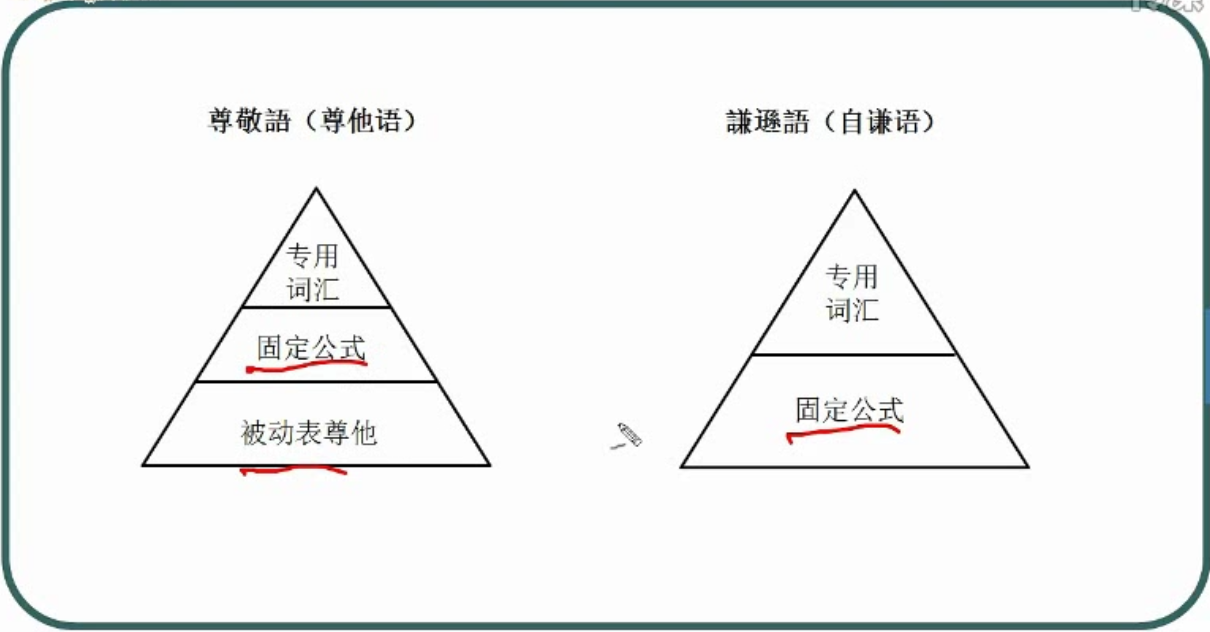 尊敬語（尊他语）
専用
词汇
固定公式
被动表尊他
謙遜語（自谦语）
专用
词汇
固定公式